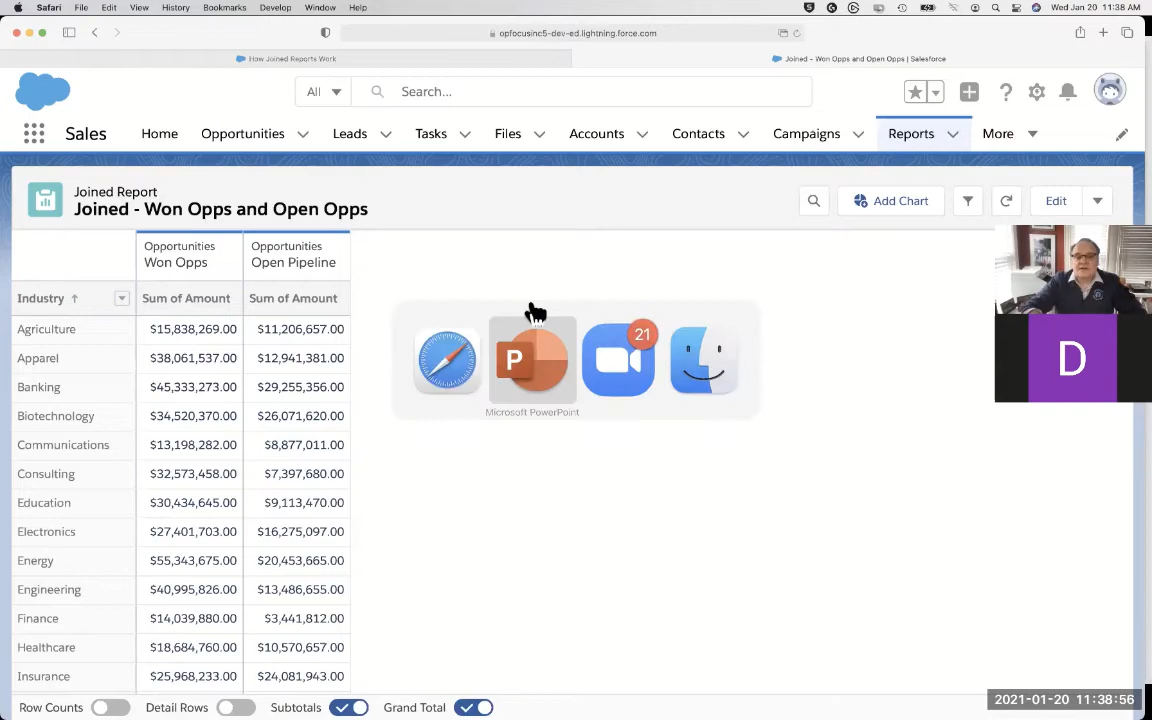 Safari File Edit View History Bookmarks Develop Window Help Wed Jan 20 11:38 AM
opfocusinc5-dev-ed.lightning.force.com
How Joined Reports Work Joined - Won Opps and Open Opps | Salesforce
All Search...
Sales Home Opportunities Leads Tasks Files Accounts Contacts Campaigns Reports More
Joined Report
Joined - Won Opps and Open Opps
Add Chart Edit
Opportunities Opportunities
Won Opps Open Pipeline
Industry ↑ Sum of Amount Sum of Amount
Agriculture $15,838,269.00 $11,206,657.00
Apparel $38,061,537.00 $12,941,381.00
Banking $45,333,273.00 $29,255,356.00
Biotechnology $34,520,370.00 $26,071,620.00
Communications $13,198,282.00 $8,877,011.00
Consulting $32,573,458.00 $7,397,680.00
Education $30,434,645.00 $9,113,470.00
Electronics $27,401,703.00 $16,275,097.00
Energy $55,343,675.00 $20,453,665.00
Engineering $40,995,826.00 $13,486,655.00
Finance $14,039,880.00 $3,441,812.00
Healthcare $18,684,760.00 $10,570,657.00
Insurance $25,968,233.00 $24,081,943.00
P
21
Microsoft PowerPoint
D
Row Counts Detail Rows Subtotals Grand Total
2021-01-20 11:38:56